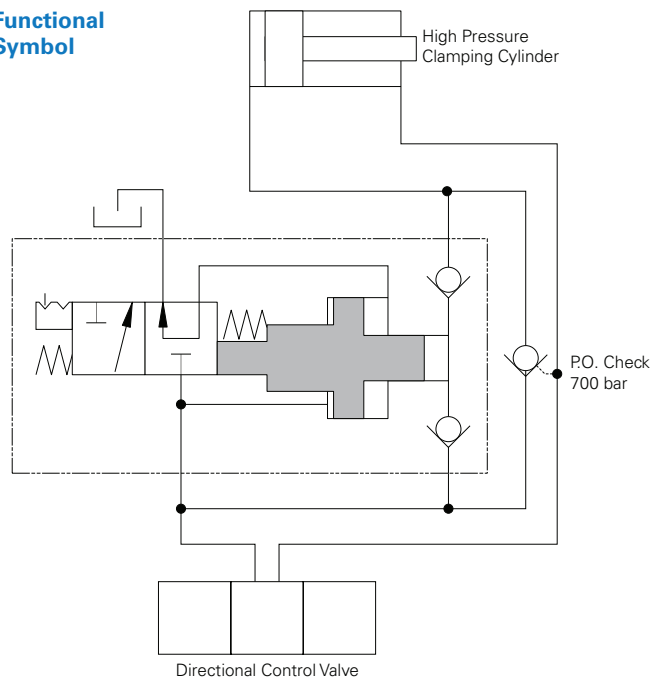 Functional
Symbol
High Pressure
Clamping Cylinder
P.O. Check
700 bar
Directional Control Valve